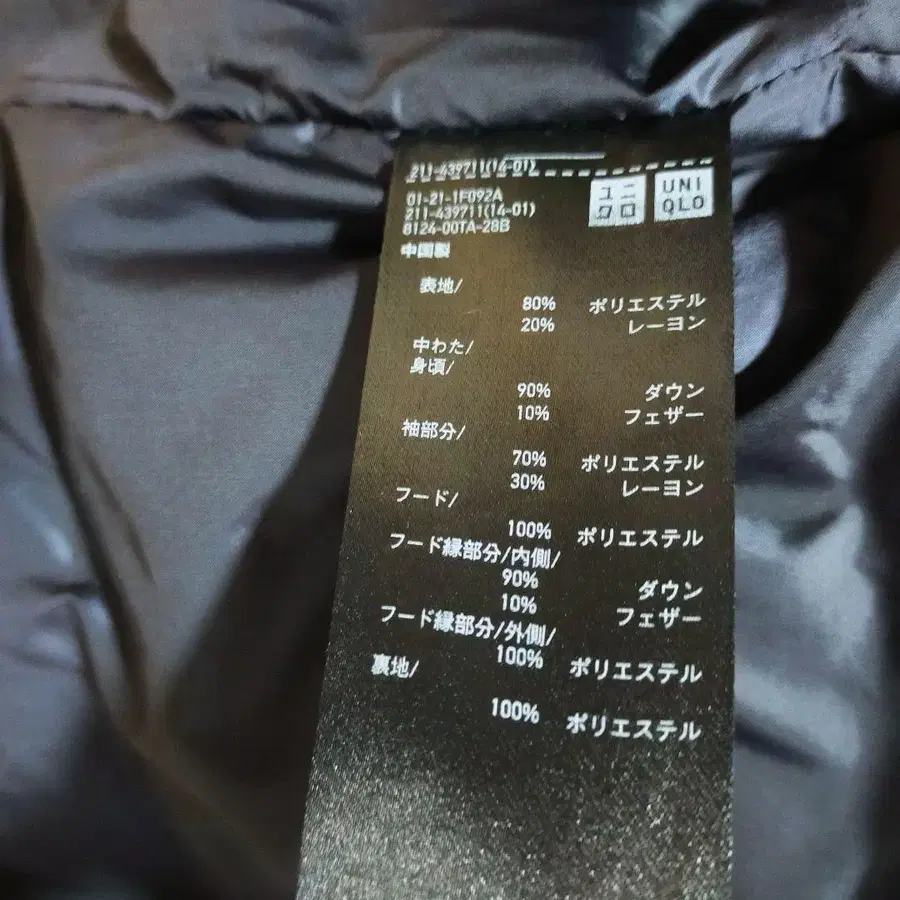 211-439711(14-01)
ユニクロ
UNIQLO
01-21-1F092A
211-439711(14-01)
8124-00TA-28B
中国製
表地/
80% ポリエステル
20% レーヨン
中わた/
身頃/
90% ダウン
10% フェザー
袖部分/
70% ポリエステル
30% レーヨン
フード/
100% ポリエステル
フード縁部分/内側/
90% ダウン
10% フェザー
フード縁部分/外側/
100% ポリエステル
裏地/
100% ポリエステル